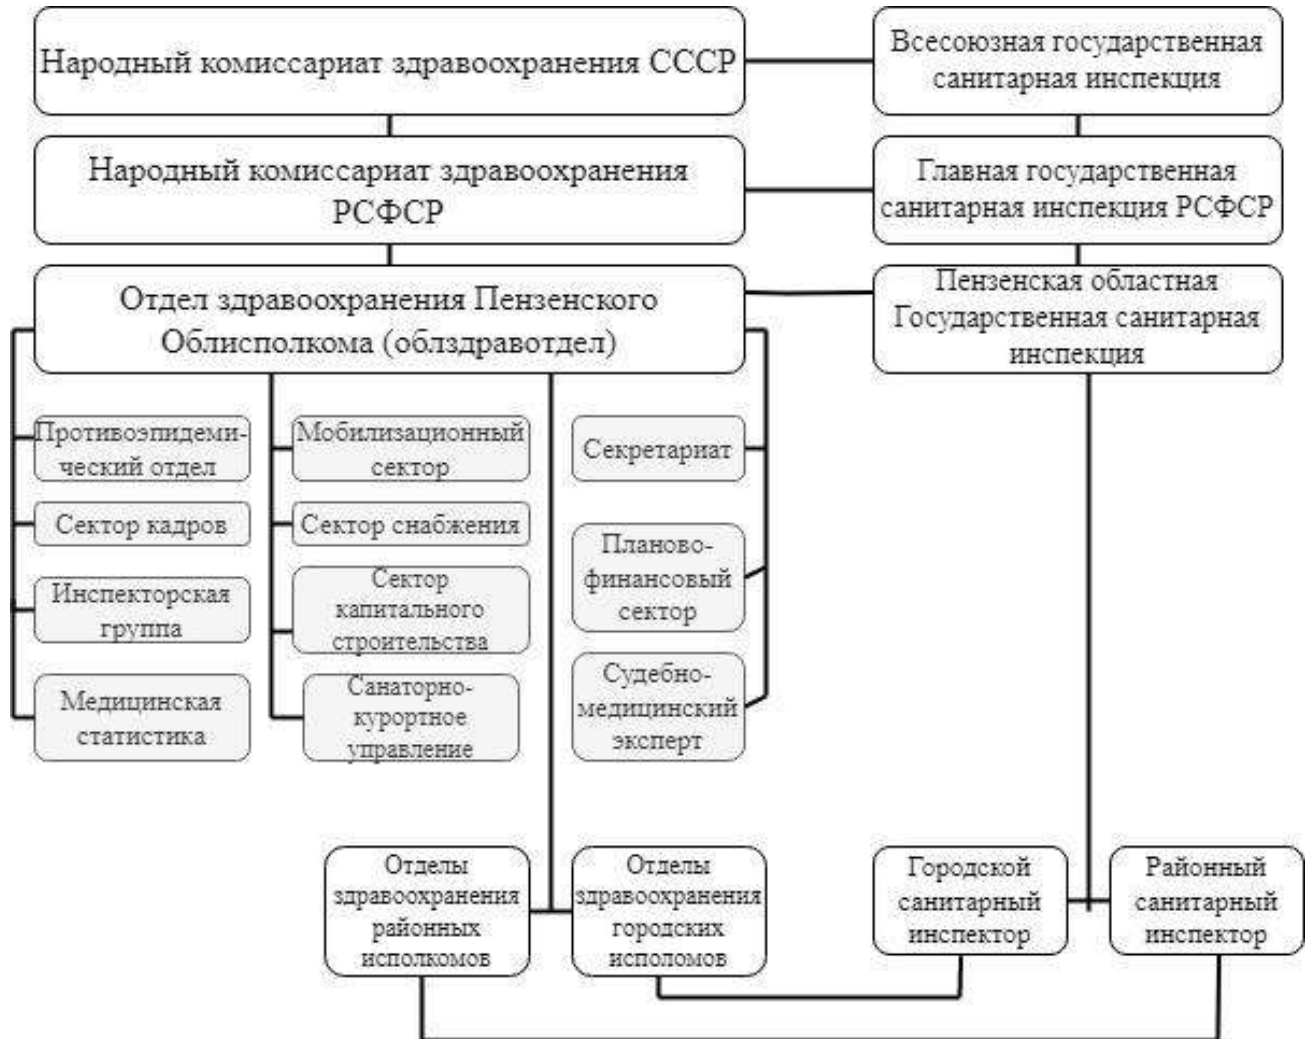 Народный комиссариат здравоохранения СССР
Всесоюзная государственная
санитарная инспекция
Народный комиссариат здравоохранения
РСФСР
Главная государственная
санитарная инспекция РСФСР
Отдел здравоохранения Пензенского
Облисполкома (облздравотдел)
Пензенская областная
Государственная санитарная
инспекция
Противоэпидеми-
ческий отдел
Мобилизационный
сектор
Секретариат
Сектор кадров
Сектор снабжения
Планово-
финансовый
сектор
Инспекторская
группа
Сектор
капитального
строительства
Медицинская
статистика
Санаторно-
курортное
управление
Судебно-
медицинский
эксперт
Отделы
здравоохранения
районных
исполкомов
Отделы
здравоохранения
городских
исполомов
Городской
санитарный
инспектор
Районный
санитарный
инспектор